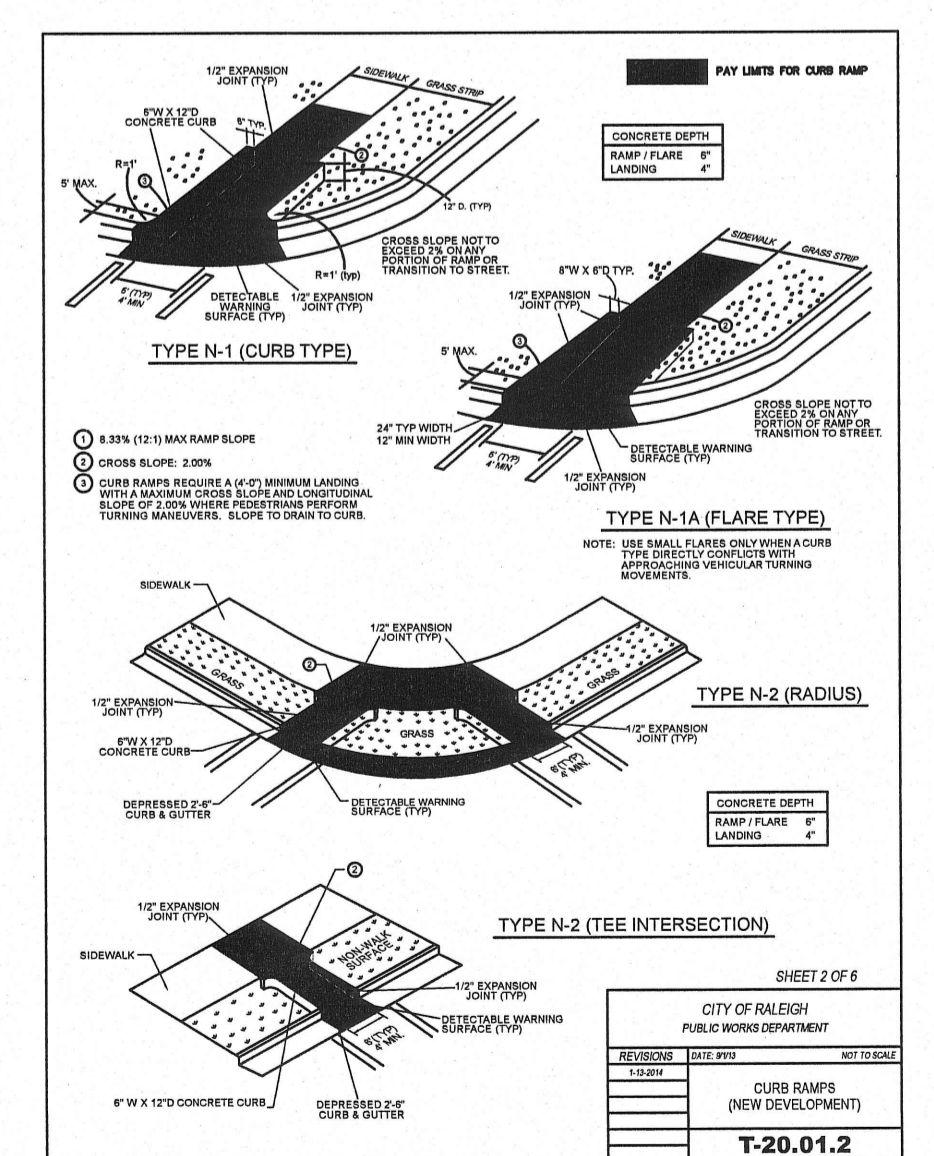 PAY LIMITS FOR CURB RAMP
CONCRETE DEPTH
RAMP / FLARE 6"
LANDING 4"
1/2" EXPANSION
JOINT (TYP)
SIDEWALK
GRASS STRIP
6"W X 12"D
CONCRETE CURB
6" TYP.
R=1'
3
5' MAX.
2
12" D. (TYP)
CROSS SLOPE NOT TO
EXCEED 2% ON ANY
PORTION OF RAMP OR
TRANSITION TO STREET.
R=1' (typ)
6' (TYP)
4' MIN
DETECTABLE
WARNING
SURFACE (TYP)
1/2" EXPANSION
JOINT (TYP)
TYPE N-1 (CURB TYPE)
SIDEWALK
GRASS STRIP
8"W X 6"D TYP.
1/2" EXPANSION
JOINT (TYP)
3
2
5' MAX.
CROSS SLOPE NOT TO
EXCEED 2% ON ANY
PORTION OF RAMP OR
TRANSITION TO STREET.
24" TYP WIDTH
12" MIN WIDTH
6' (TYP)
4' MIN
DETECTABLE WARNING
SURFACE (TYP)
1/2" EXPANSION
JOINT (TYP)
TYPE N-1A (FLARE TYPE)
NOTE: USE SMALL FLARES ONLY WHEN A CURB
TYPE DIRECTLY CONFLICTS WITH
APPROACHING VEHICULAR TURNING
MOVEMENTS.
1 8.33% (12:1) MAX RAMP SLOPE
2 CROSS SLOPE: 2.00%
3 CURB RAMPS REQUIRE A (4'-0") MINIMUM LANDING
WITH A MAXIMUM CROSS SLOPE AND LONGITUDINAL
SLOPE OF 2.00% WHERE PEDESTRIANS PERFORM
TURNING MANEUVERS. SLOPE TO DRAIN TO CURB.
SIDEWALK
1/2" EXPANSION
JOINT (TYP)
2
GRASS
GRASS
GRASS
1/2" EXPANSION
JOINT (TYP)
6"W X 12"D
CONCRETE CURB
1/2" EXPANSION
JOINT (TYP)
6'(TYP)
4' MIN.
DEPRESSED 2'-6"
CURB & GUTTER
DETECTABLE WARNING
SURFACE (TYP)
TYPE N-2 (RADIUS)
CONCRETE DEPTH
RAMP / FLARE 6"
LANDING 4"
2
1/2" EXPANSION
JOINT (TYP)
SIDEWALK
NON-WALK
SURFACE
1/2" EXPANSION
JOINT (TYP)
DETECTABLE WARNING
SURFACE (TYP)
6'(TYP)
4' MIN.
6" W X 12"D CONCRETE CURB
DEPRESSED 2'-6"
CURB & GUTTER
TYPE N-2 (TEE INTERSECTION)
SHEET 2 OF 6
CITY OF RALEIGH
PUBLIC WORKS DEPARTMENT
REVISIONS DATE: 9/1/13 NOT TO SCALE
1-13-2014
CURB RAMPS
(NEW DEVELOPMENT)
T-20.01.2